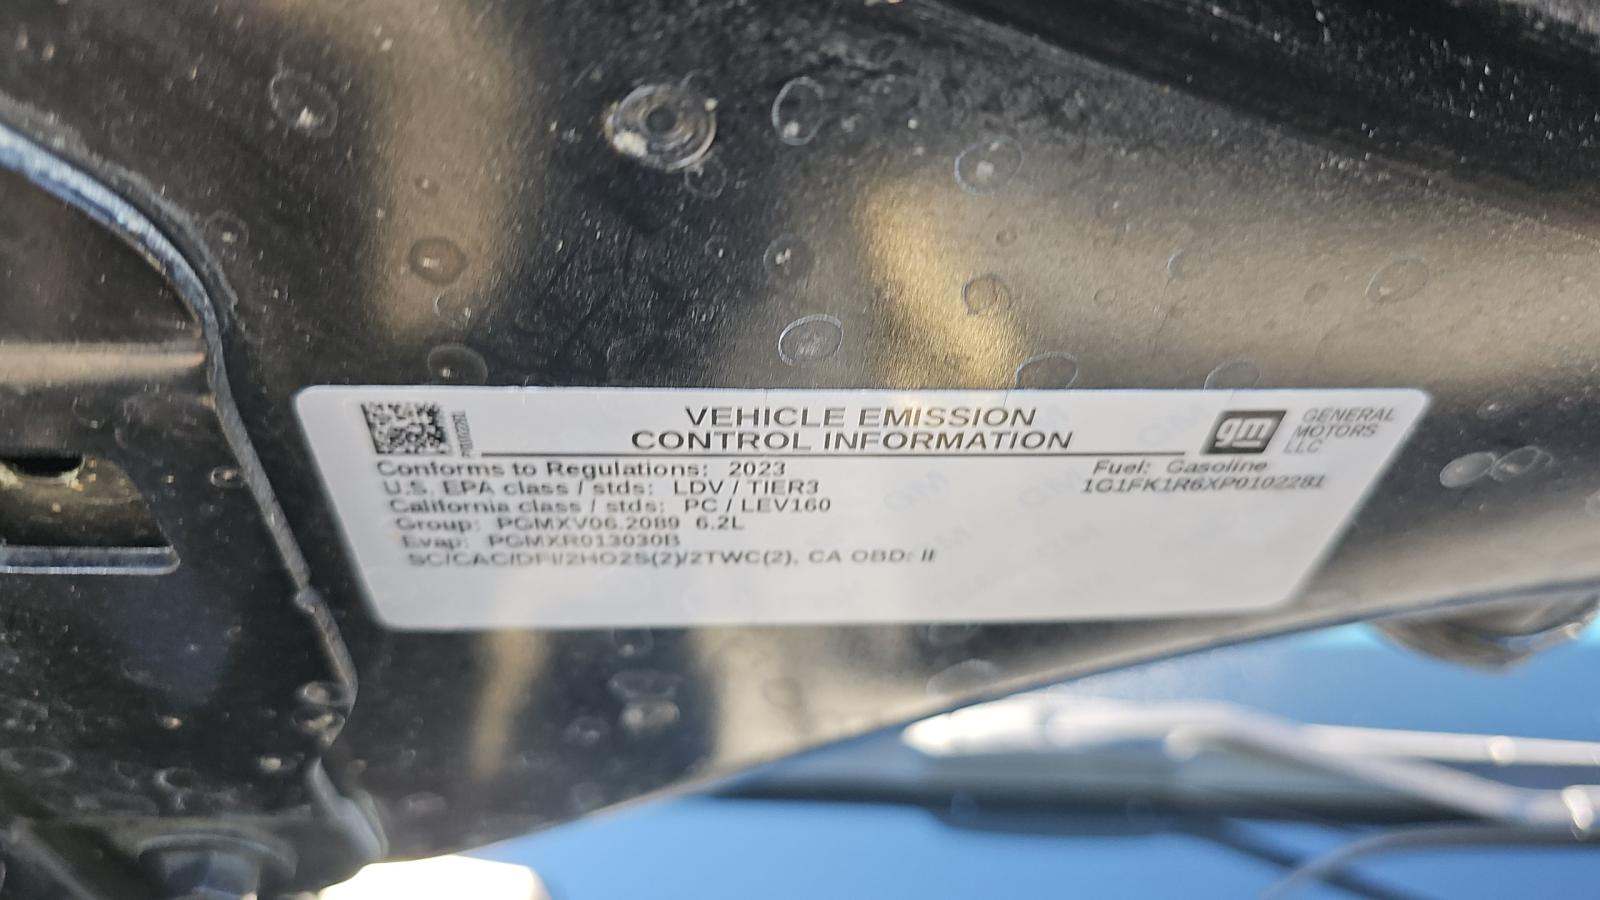 VEHICLE EMISSION
CONTROL INFORMATION
gm
GENERAL
MOTORS
LLC
Conforms to Regulations: 2023
Fuel: Gasoline
U.S. EPA class / stds: LDV / TIER3
1G1FK1R6XP0102281
California class / stds: PC / LEV160
Group: PGMXV06.2089 6.2L
Evap: PGMXR013030B
SC/CAC/DFI/2HO2S(2)/2TWC(2), CA OBD: II